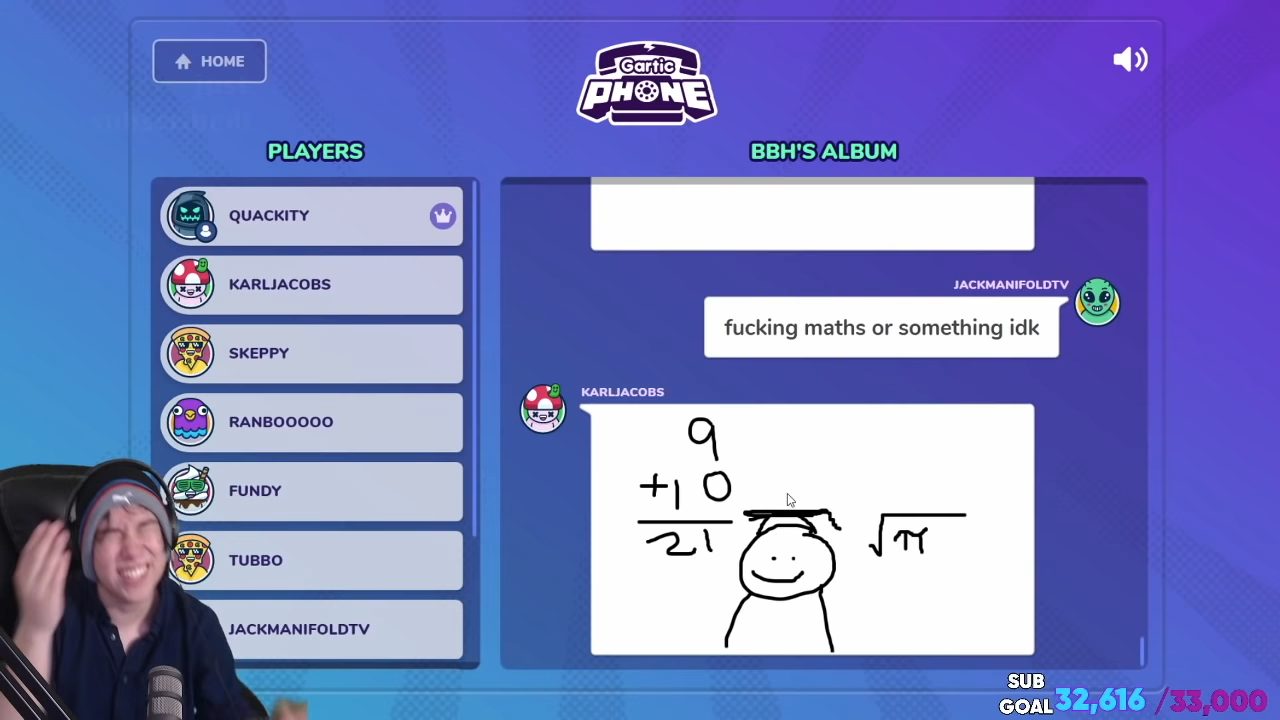 HOME
Gartic
PHONE
PLAYERS
BBH'S ALBUM
QUACKITY
KARLJACOBS
SKEPPY
RANBOOOOO
FUNDY
TUBBO
JACKMANIFOLDTV
JACKMANIFOLDTV
fucking maths or something idk
KARLJACOBS
9
+10
21
√π
SUB
GOAL 32,616 /33,000